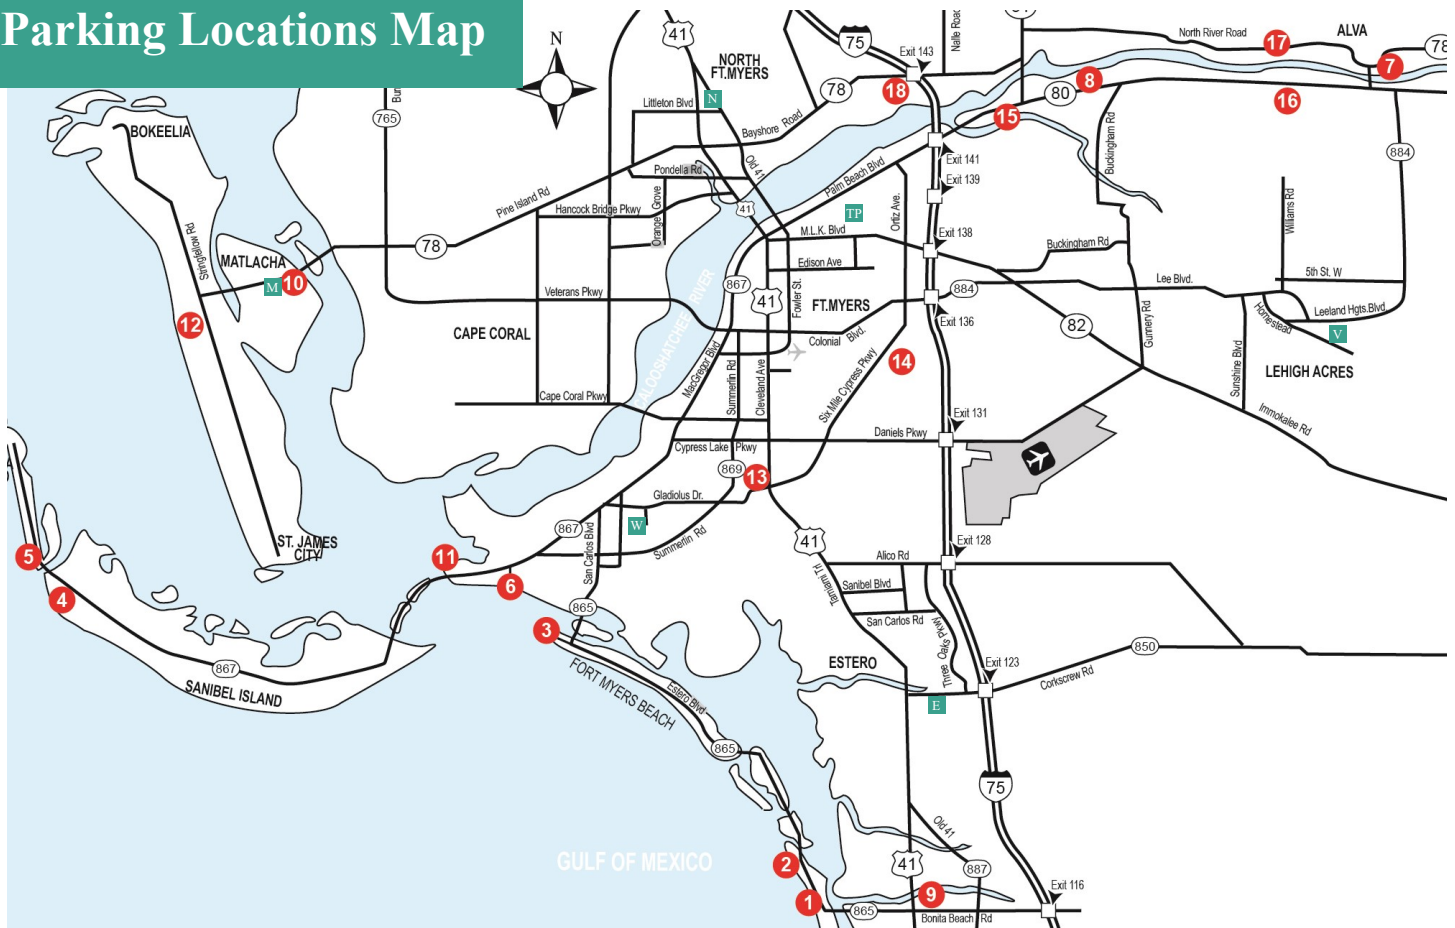 Parking Locations Map
N
41
75
Exit 143
Nalle Road
North River Road
17
ALVA
78
7
NORTH
FT.MYERS
N
78
18
80
8
16
15
Littleton Blvd
Bayshore Road
Old 41
765
BOKEELIA
Buckingham Rd
884
Exit 141
Exit 139
Pondella Rd
Palm Beach Blvd
Pine Island Rd
Hancock Bridge Pkwy
Orange Grove
41
TP
Ortiz Ave.
Williams Rd
M.L.K. Blvd
Exit 138
Buckingham Rd
Stringfellow Rd
78
MATLACHA
M
10
Edison Ave
867
884
Lee Blvd.
5th St. W
Veterans Pkwy
41
Fowler St.
FT.MYERS
Leeland Hgts.Blvd.
Homestead
12
CAPE CORAL
CALOOSHATCHEE RIVER
Exit 136
82
Gunnery Rd
V
Colonial Blvd.
MacGregor Blvd
Summerlin Rd
Cleveland Ave
Six Mile Cypress Pkwy
14
Sunshine Blvd
LEHIGH ACRES
Cape Coral Pkwy
Immokalee Rd
Exit 131
Daniels Pkwy
Cypress Lake Pkwy
869
13
Gladiolus Dr.
W
867
San Carlos Blvd
Summerlin Rd
41
ST. JAMES
CITY
5
11
6
4
Alico Rd
Exit 128
Tamiami Trl
Sanibel Blvd
San Carlos Rd
Three Oaks Pkwy
865
3
867
SANIBEL ISLAND
FORT MYERS BEACH
Estero Blvd
ESTERO
Exit 123
850
Corkscrew Rd
E
865
75
Old 41
GULF OF MEXICO
2
41
887
1
9
Exit 116
865
Bonita Beach Rd